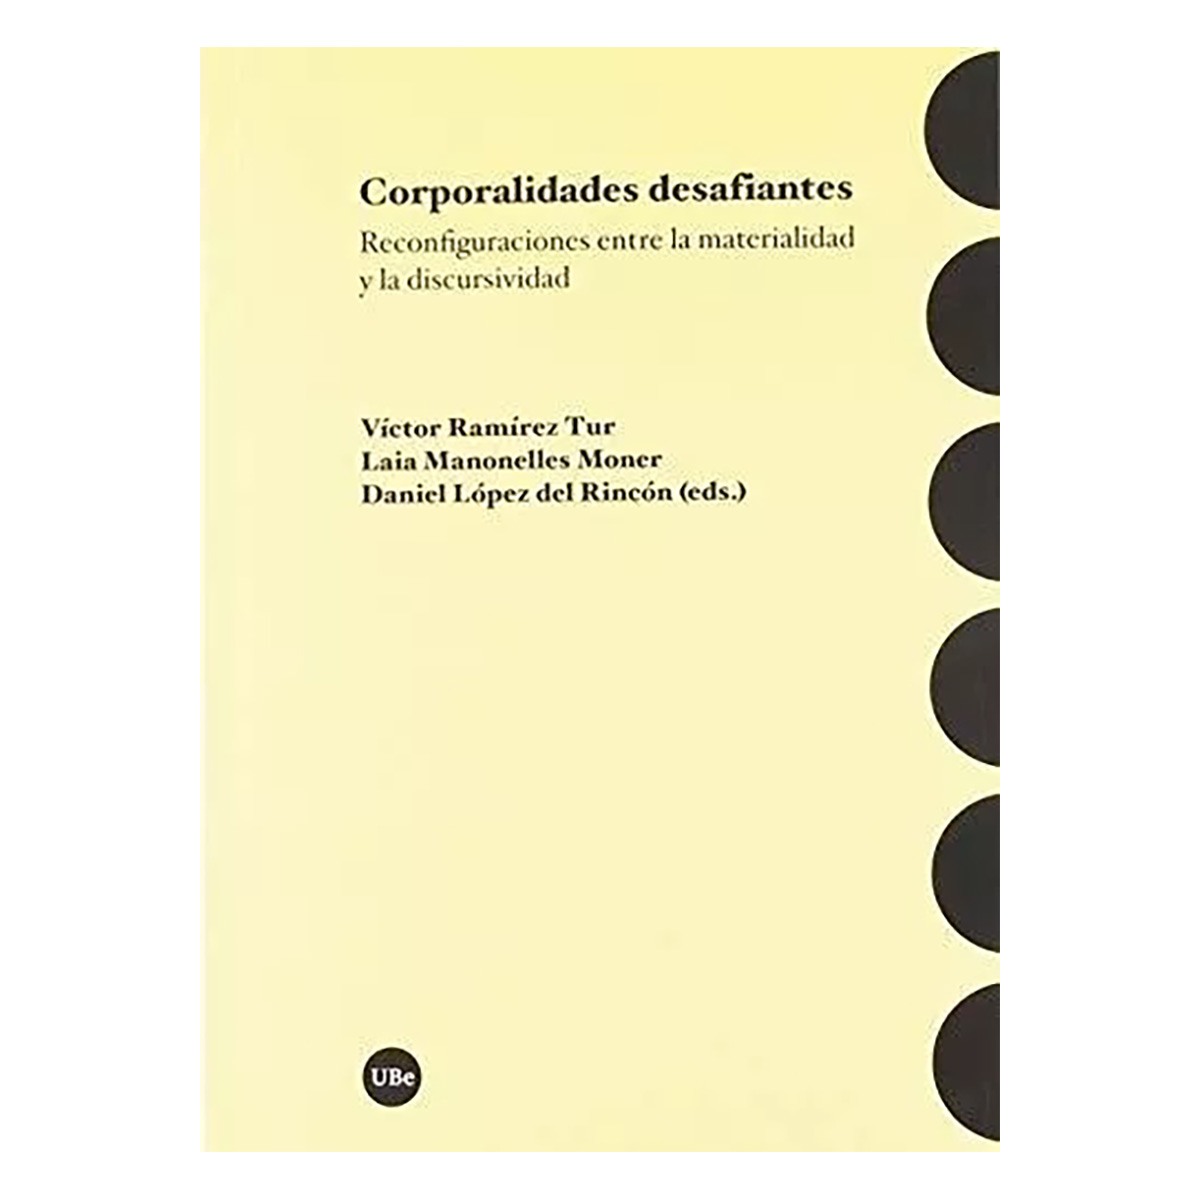 Corporalidades desafiantes
Reconfiguraciones entre la materialidad
y la discursividad
Víctor Ramírez Tur
Laia Manonelles Moner
Daniel López del Rincón (eds.)
UBe